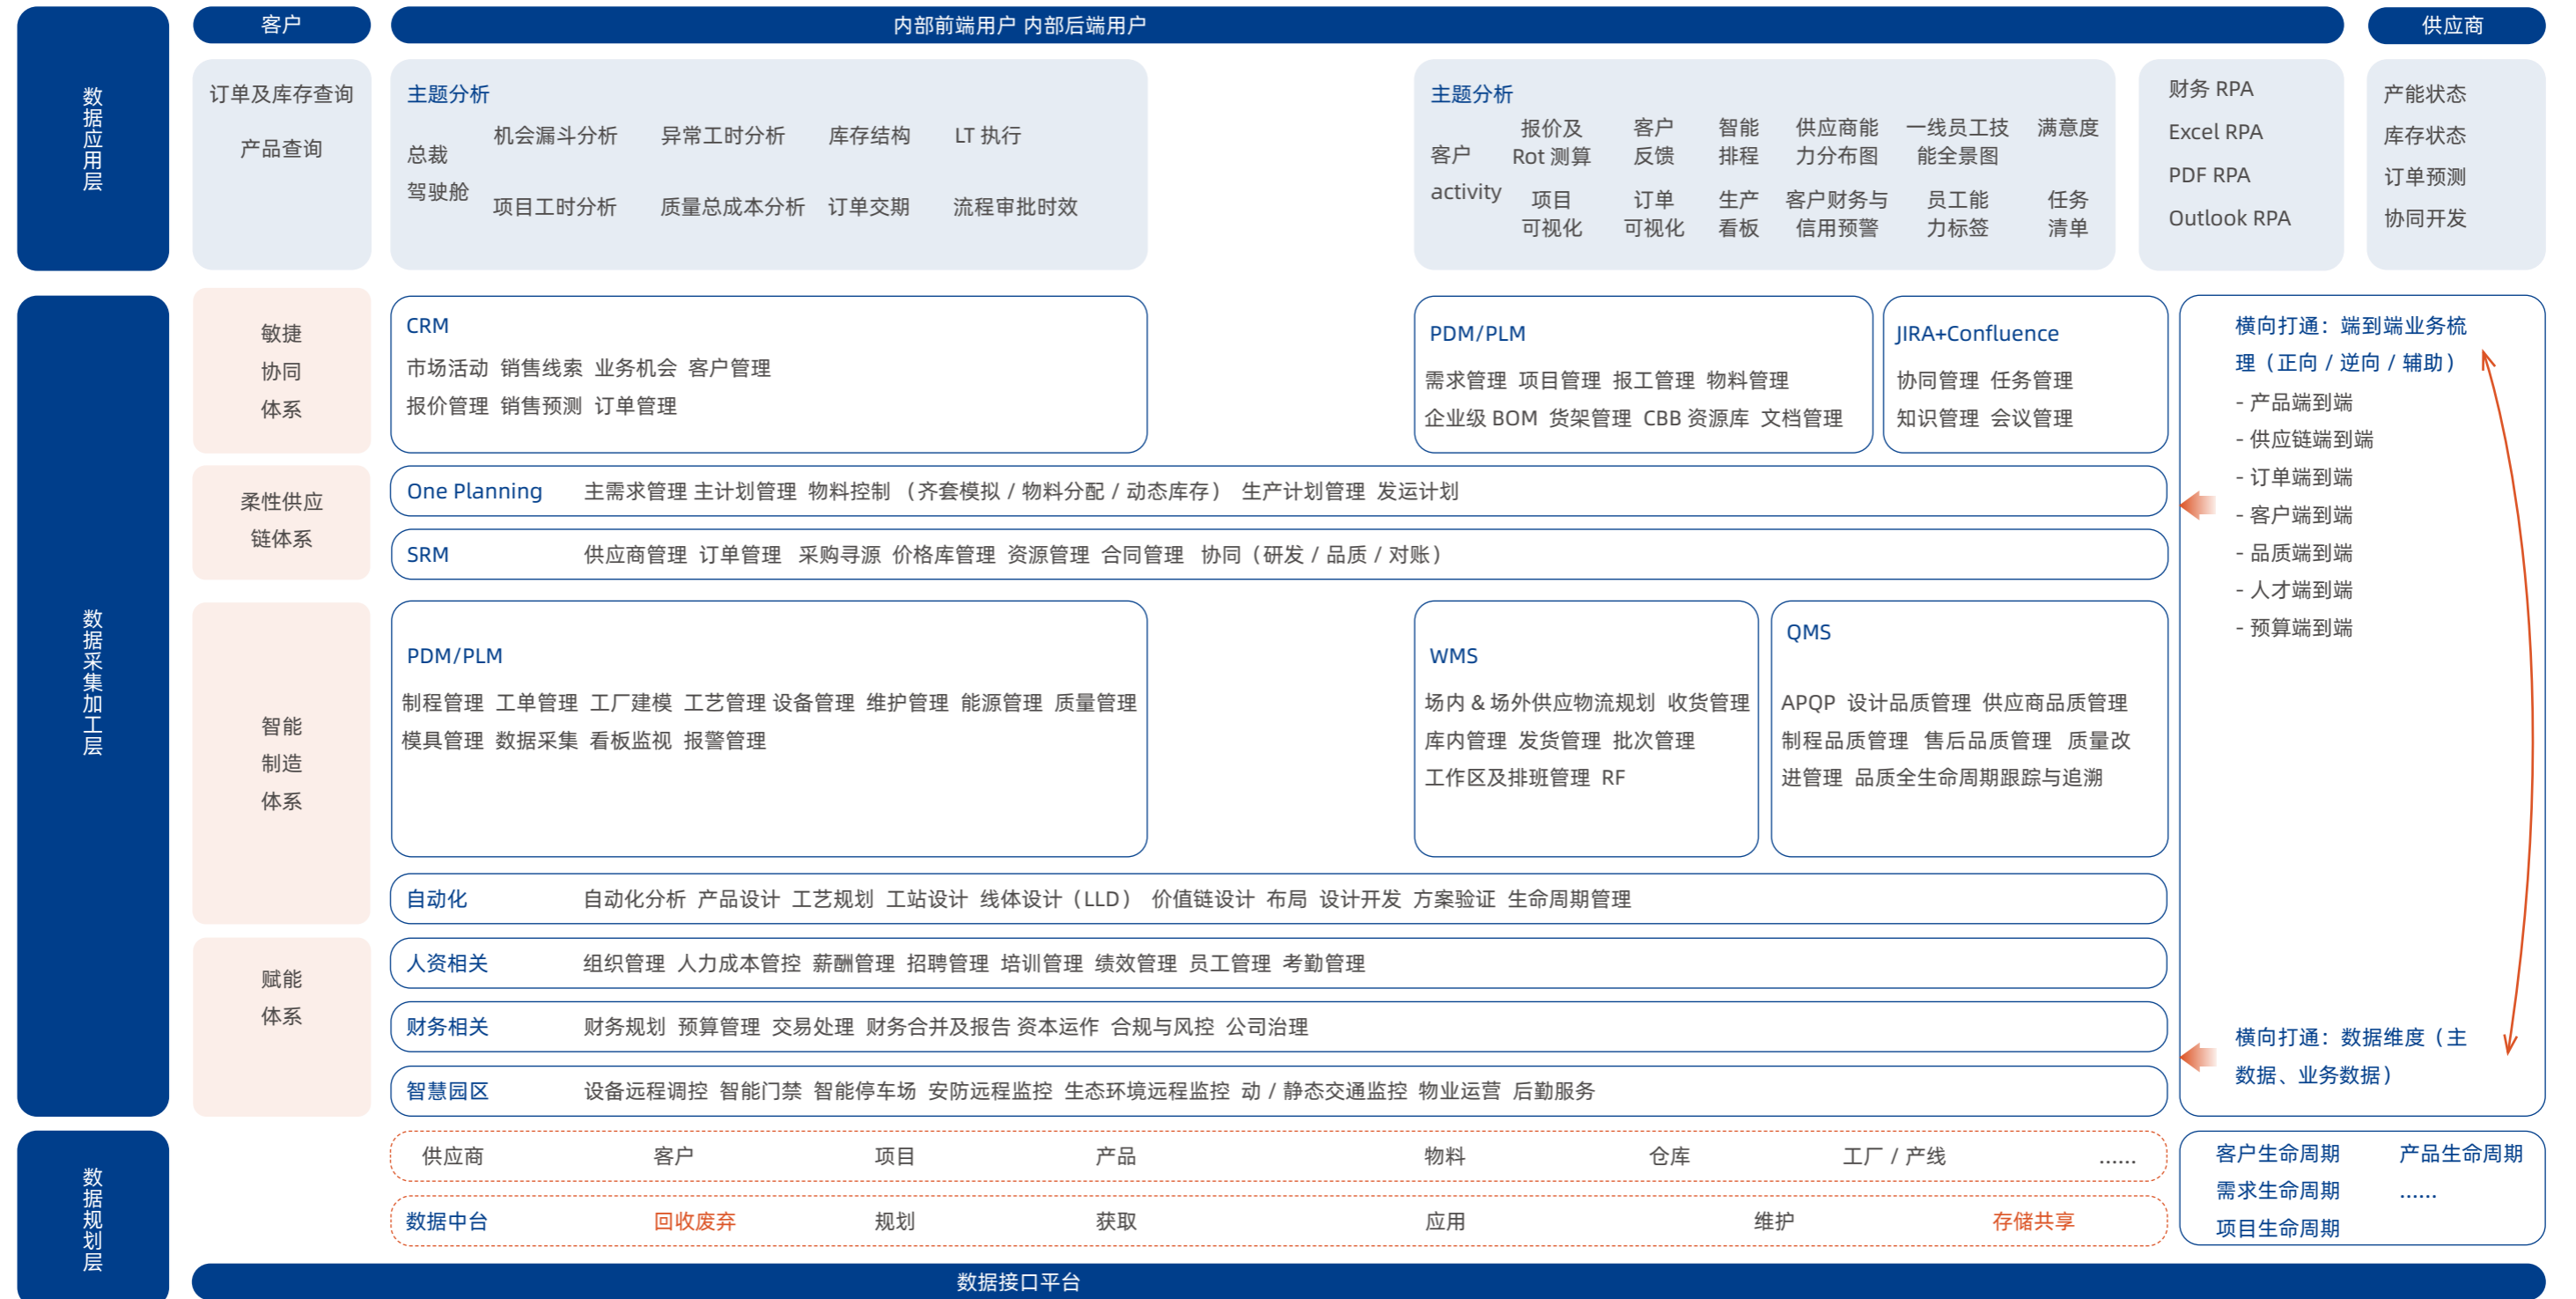 数据应用层
客户
内部前端用户 内部后端用户
供应商
订单及库存查询
产品查询
主题分析
总裁
驾驶舱
机会漏斗分析 异常工时分析 库存结构 LT 执行
项目工时分析 质量总成本分析 订单交期 流程审批时效
主题分析
客户
activity
报价及
Rot 测算
客户
反馈
智能
排程
供应商能
力分布图
一线员工技
能全景图
满意度
项目
可视化
订单
可视化
生产
看板
客户财务与
信用预警
员工能
力标签
任务
清单
财务 RPA
Excel RPA
PDF RPA
Outlook RPA
产能状态
库存状态
订单预测
协同开发
数据采集加工层
敏捷
协同
体系
CRM
市场活动 销售线索 业务机会 客户管理
报价管理 销售预测 订单管理
PDM/PLM
需求管理 项目管理 报工管理 物料管理
企业级 BOM 货架管理 CBB 资源库 文档管理
JIRA+Confluence
协同管理 任务管理
知识管理 会议管理
柔性供应
链体系
One Planning 主需求管理 主计划管理 物料控制 （齐套模拟 / 物料分配 / 动态库存） 生产计划管理 发运计划
SRM 供应商管理 订单管理 采购寻源 价格库管理 资源管理 合同管理 协同（研发 / 品质 / 对账）
智能
制造
体系
PDM/PLM
制程管理 工单管理 工厂建模 工艺管理 设备管理 维护管理 能源管理 质量管理
模具管理 数据采集 看板监视 报警管理
WMS
场内 & 场外供应物流规划 收货管理
库内管理 发货管理 批次管理
工作区及排班管理 RF
QMS
APQP 设计品质管理 供应商品质管理
制程品质管理 售后品质管理 质量改
进管理 品质全生命周期跟踪与追溯
自动化 自动化分析 产品设计 工艺规划 工站设计 线体设计（LLD） 价值链设计 布局 设计开发 方案验证 生命周期管理
赋能
体系
人资相关 组织管理 人力成本管控 薪酬管理 招聘管理 培训管理 绩效管理 员工管理 考勤管理
财务相关 财务规划 预算管理 交易处理 财务合并及报告 资本运作 合规与风控 公司治理
智慧园区 设备远程调控 智能门禁 智能停车场 安防远程监控 生态环境远程监控 动 / 静态交通监控 物业运营 后勤服务
横向打通：端到端业务梳
理（正向 / 逆向 / 辅助）
- 产品端到端
- 供应链端到端
- 订单端到端
- 客户端到端
- 品质端到端
- 人才端到端
- 预算端到端
横向打通：数据维度（主
数据、业务数据）
数据规划层
供应商 客户 项目 产品 物料 仓库 工厂 / 产线 ......
数据中台 回收废弃 规划 获取 应用 维护 存储共享
客户生命周期 产品生命周期
需求生命周期 ......
项目生命周期
数据接口平台